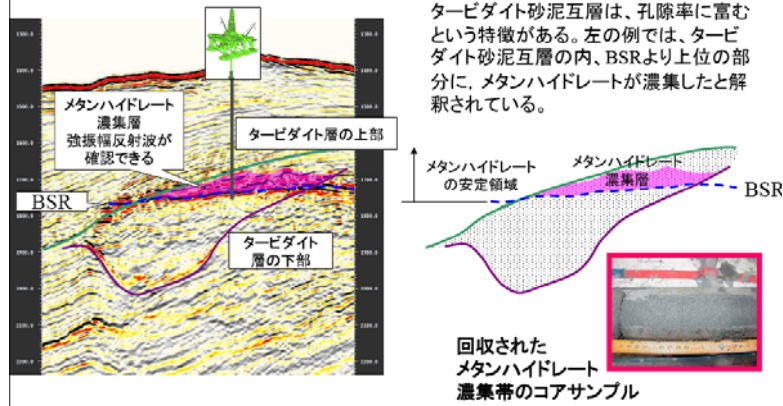 タービダイト砂泥互層は、孔隙率に富む
という特徴がある。左の例では、タービ
ダイト砂泥互層の内、BSRより上位の部
分に, メタンハイドレートが濃集したと解
釈されている。
メタンハイドレート
濃集層
強振幅反射波が
確認できる
タービダイト層の上部
BSR
タービダイト
層の下部
メタンハイドレート
の安定領域
メタンハイドレート
濃集層
BSR
回収された
メタンハイドレート
濃集帯のコアサンプル